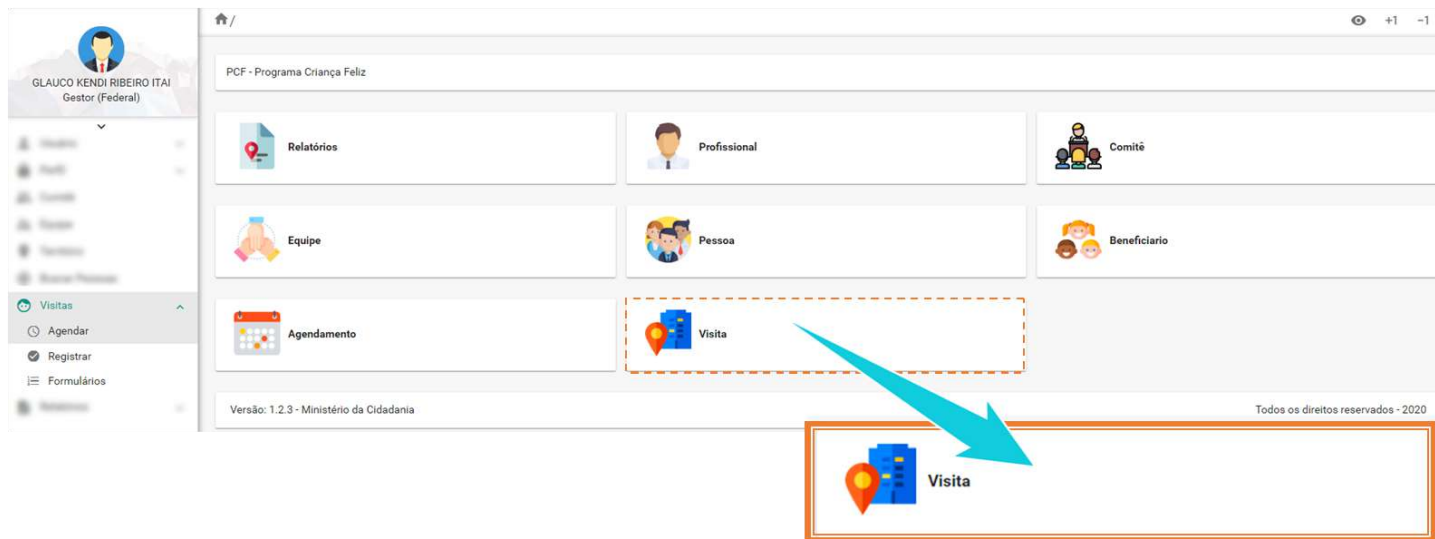 /
+1 -1
GLAUCO KENDI RIBEIRO ITAI
Gestor (Federal)
PCF - Programa Criança Feliz
Relatórios
Profissional
Comitê
Equipe
Pessoa
Beneficiario
Visitas
Agendar
Registrar
Formulários
Agendamento
Visita
Versão: 1.2.3 - Ministério da Cidadania
Todos os direitos reservados - 2020
Visita